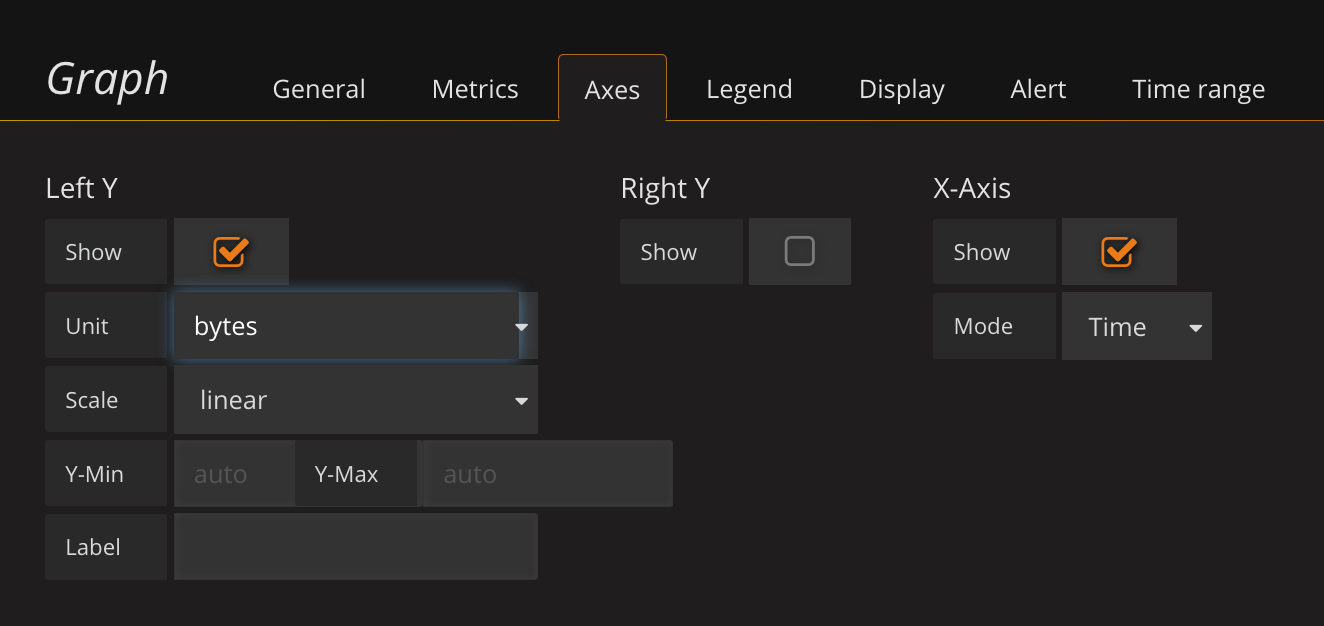 Graph General Metrics Axes Legend Display Alert Time range
Left Y Right Y X-Axis
Show Show Show
Unit bytes Mode Time
Scale linear
Y-Min auto Y-Max auto
Label